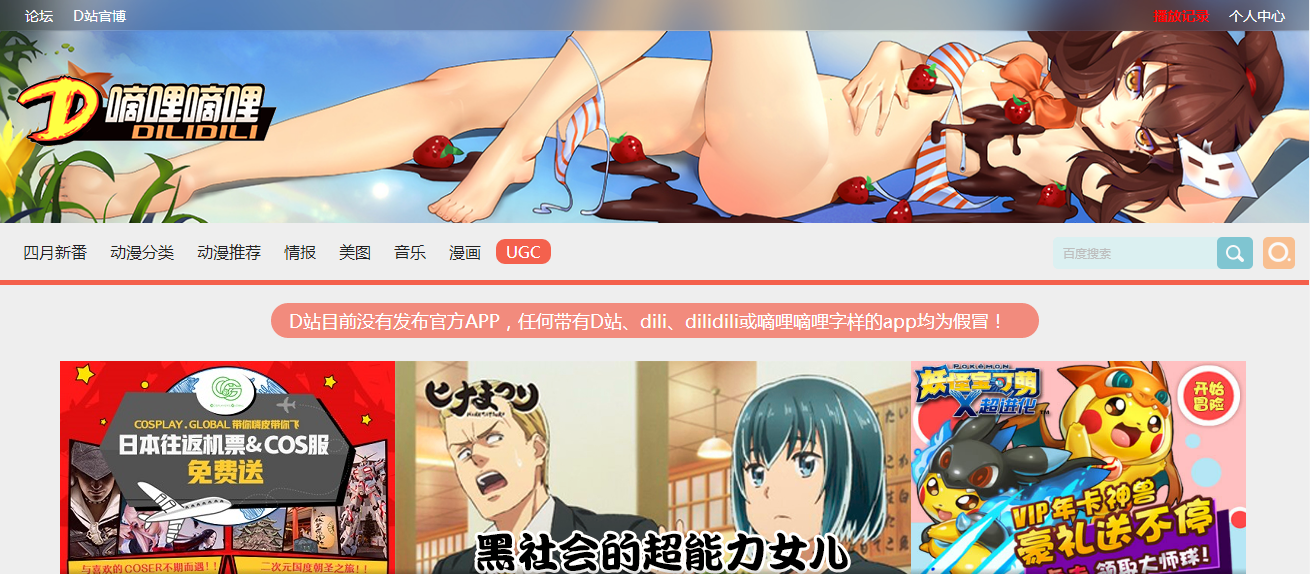 论坛 D站官博 播放记录 个人中心
D 嘀哩嘀哩
DILIDILI
四月新番 动漫分类 动漫推荐 情报 美图 音乐 漫画 UGC 百度搜索
D站目前没有发布官方APP，任何带有D站、dili、dilidili或嘀哩嘀哩字样的app均为假冒！
COSPLAY.GLOBAL 带你嗨皮带你飞
日本往返机票&COS服
免费送
与喜欢的COSER不期而遇！！ 二次元国度朝圣之旅！！
ヒナまつり
HINAMATSURI
黑社会的超能力女儿
POKéMON
妖怪宝可萌
X超进化
TM
开始
冒险
VIP年卡神兽
豪礼送不停
领取大师球！